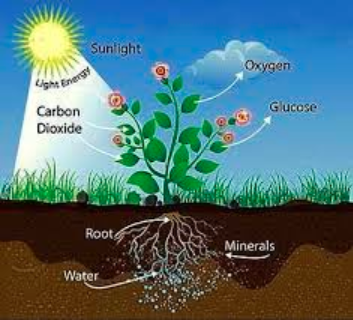 Sunlight
Light Energy
Oxygen
Carbon
Dioxide
Glucose
Root
Minerals
Water